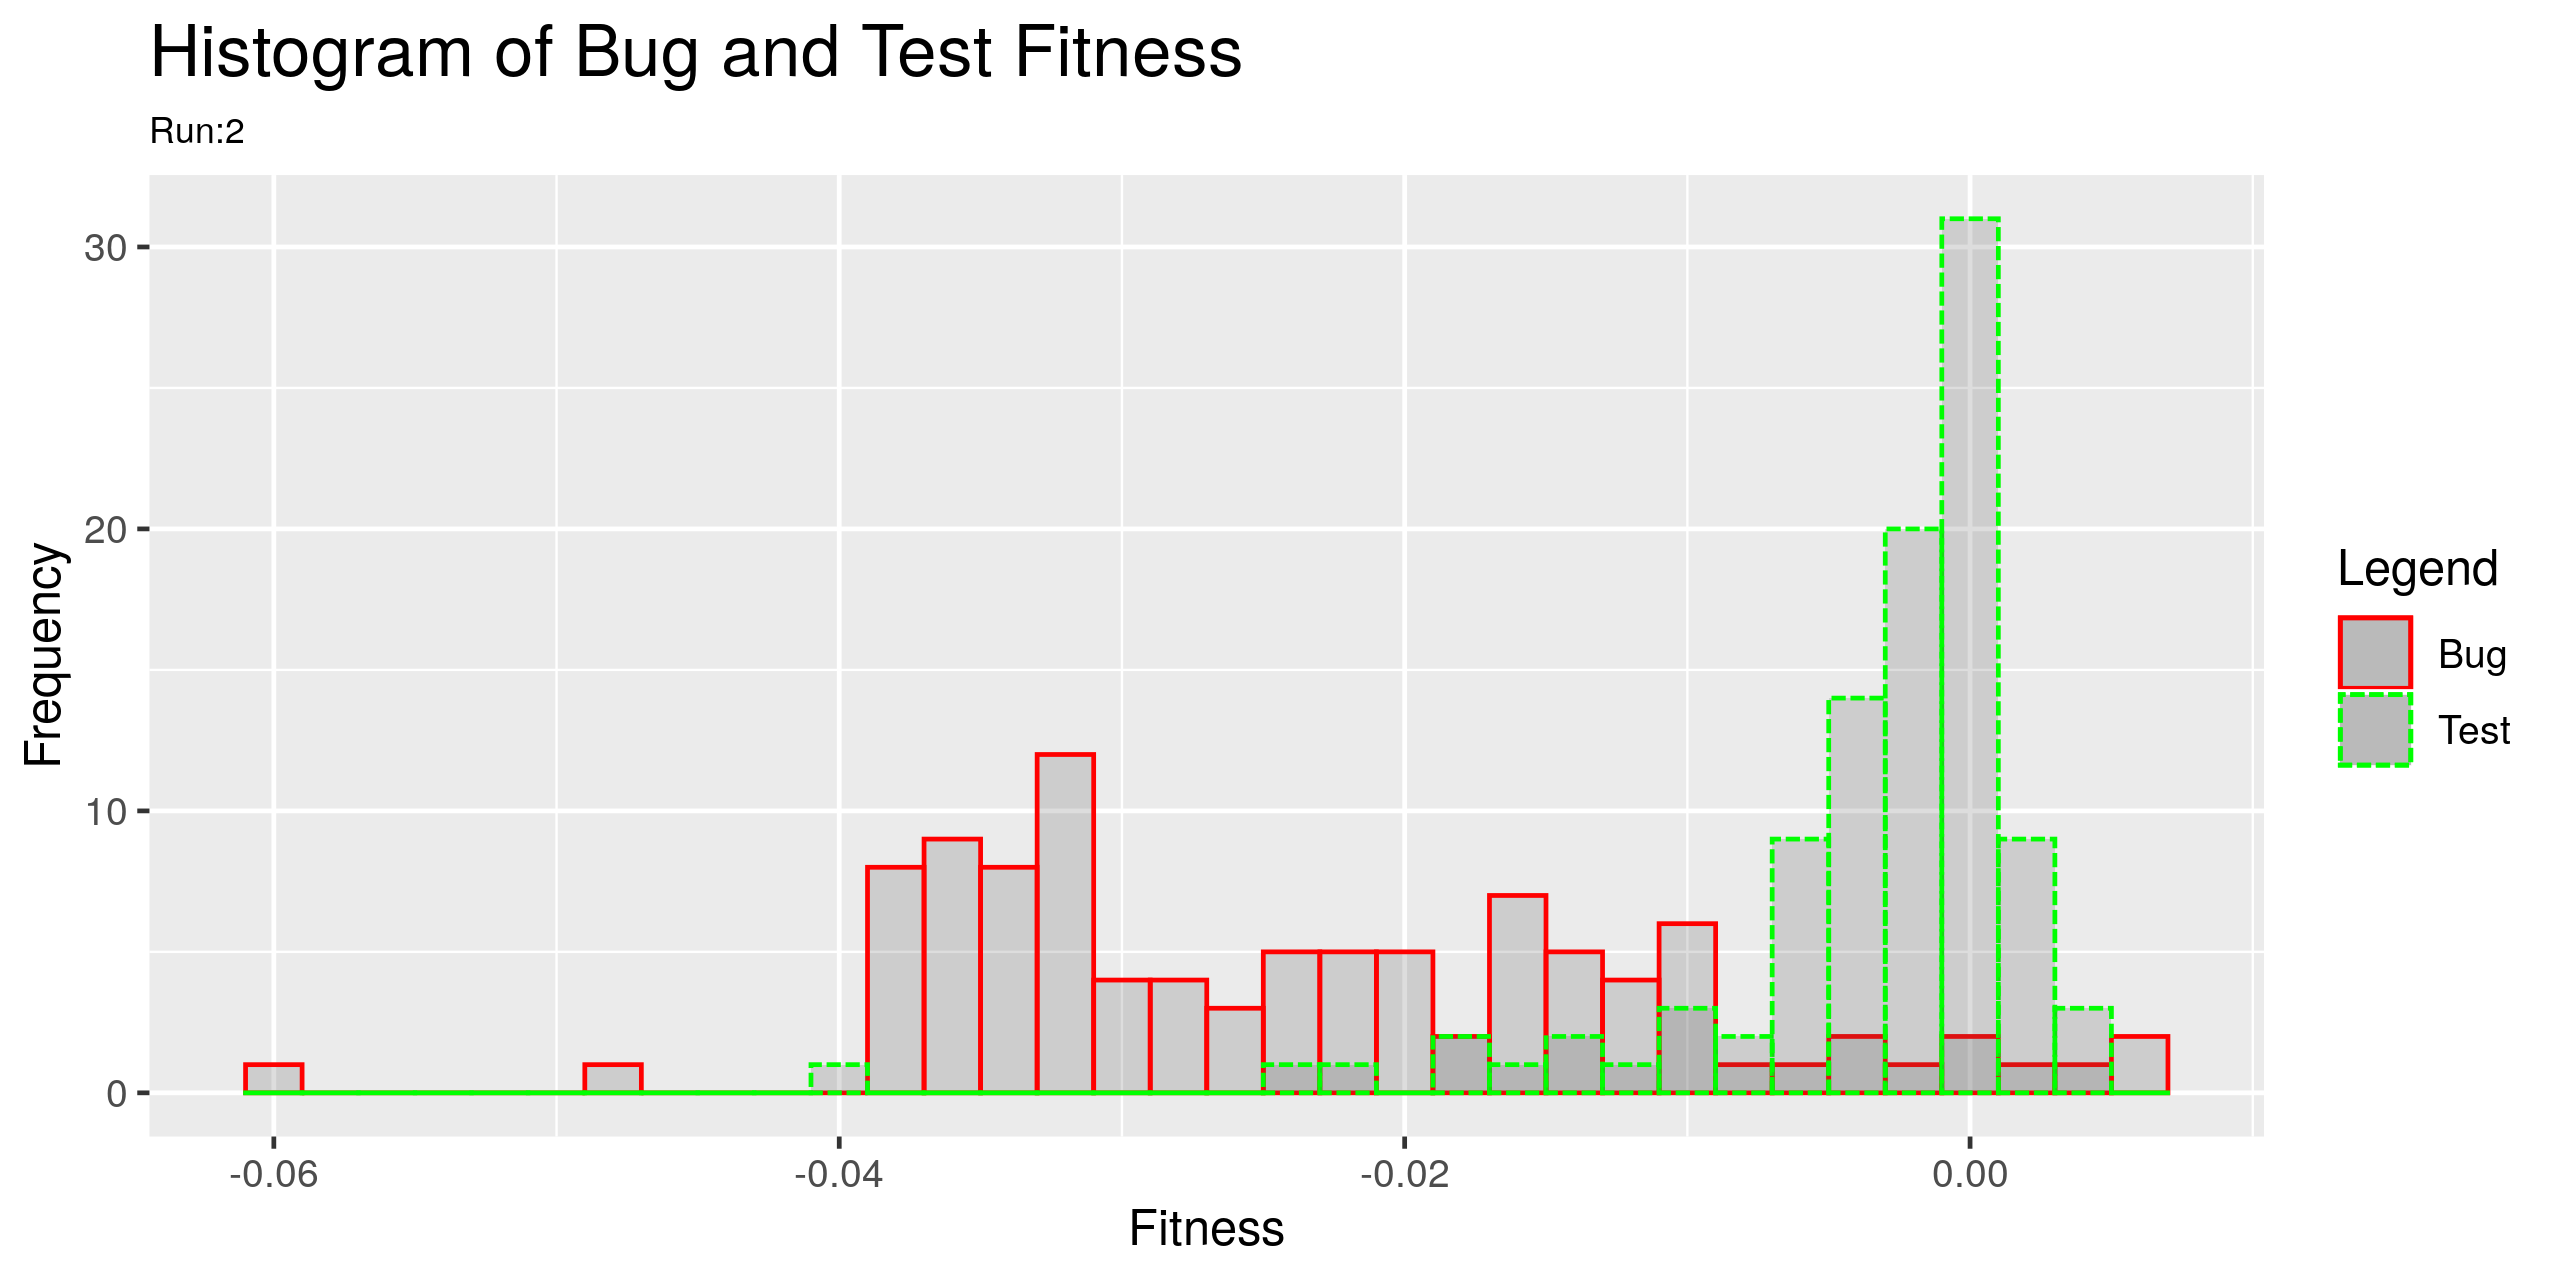 Histogram of Bug and Test Fitness
Run:2
Frequency
30
20
10
0
-0.06
-0.04
-0.02
0.00
Fitness
Legend
Bug
Test